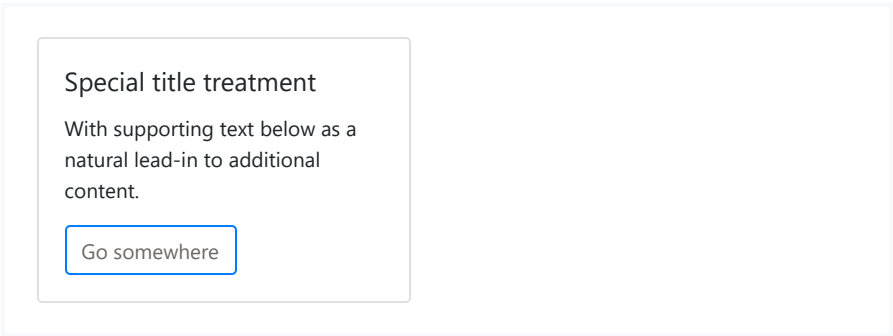 Special title treatment
With supporting text below as a
natural lead-in to additional
content.
Go somewhere